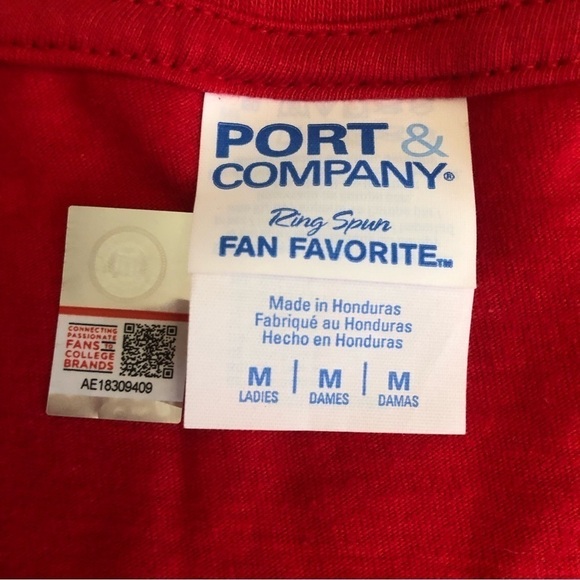 PORT &
COMPANY®
Ring Spun
FAN FAVORITE™
Made in Honduras
Fabriqué au Honduras
Hecho en Honduras
M | M | M
LADIES DAMES DAMAS
CONNECTING
PASSIONATE
FANS TO
COLLEGE
BRANDS
AE18309409